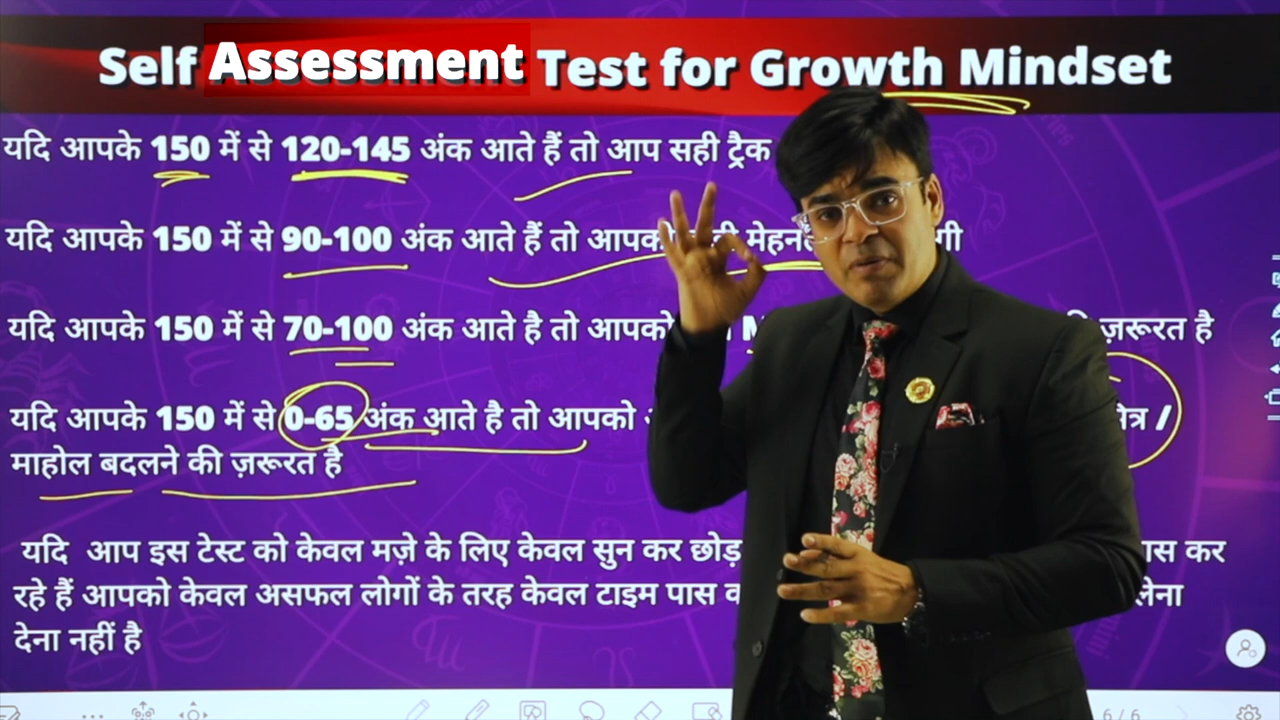 Self Assessment Test for Growth Mindset
यदि आपके 150 में से 120-145 अंक आते हैं तो आप सही ट्रैक
यदि आपके 150 में से 90-100 अंक आते हैं तो
यदि आपके 150 में से 70-100 अंक आते है तो आपको ज़रूरत है
यदि आपके 150 में से 0-65 अंक आते है तो आपको /
माहोल बदलने की ज़रूरत है
यदि आप इस टेस्ट को केवल मज़े के लिए केवल सुन कर कर
रहे हैं आपको केवल असफल लोगों के तरह केवल टाइम पास लेना
देना नहीं है
6 / 6